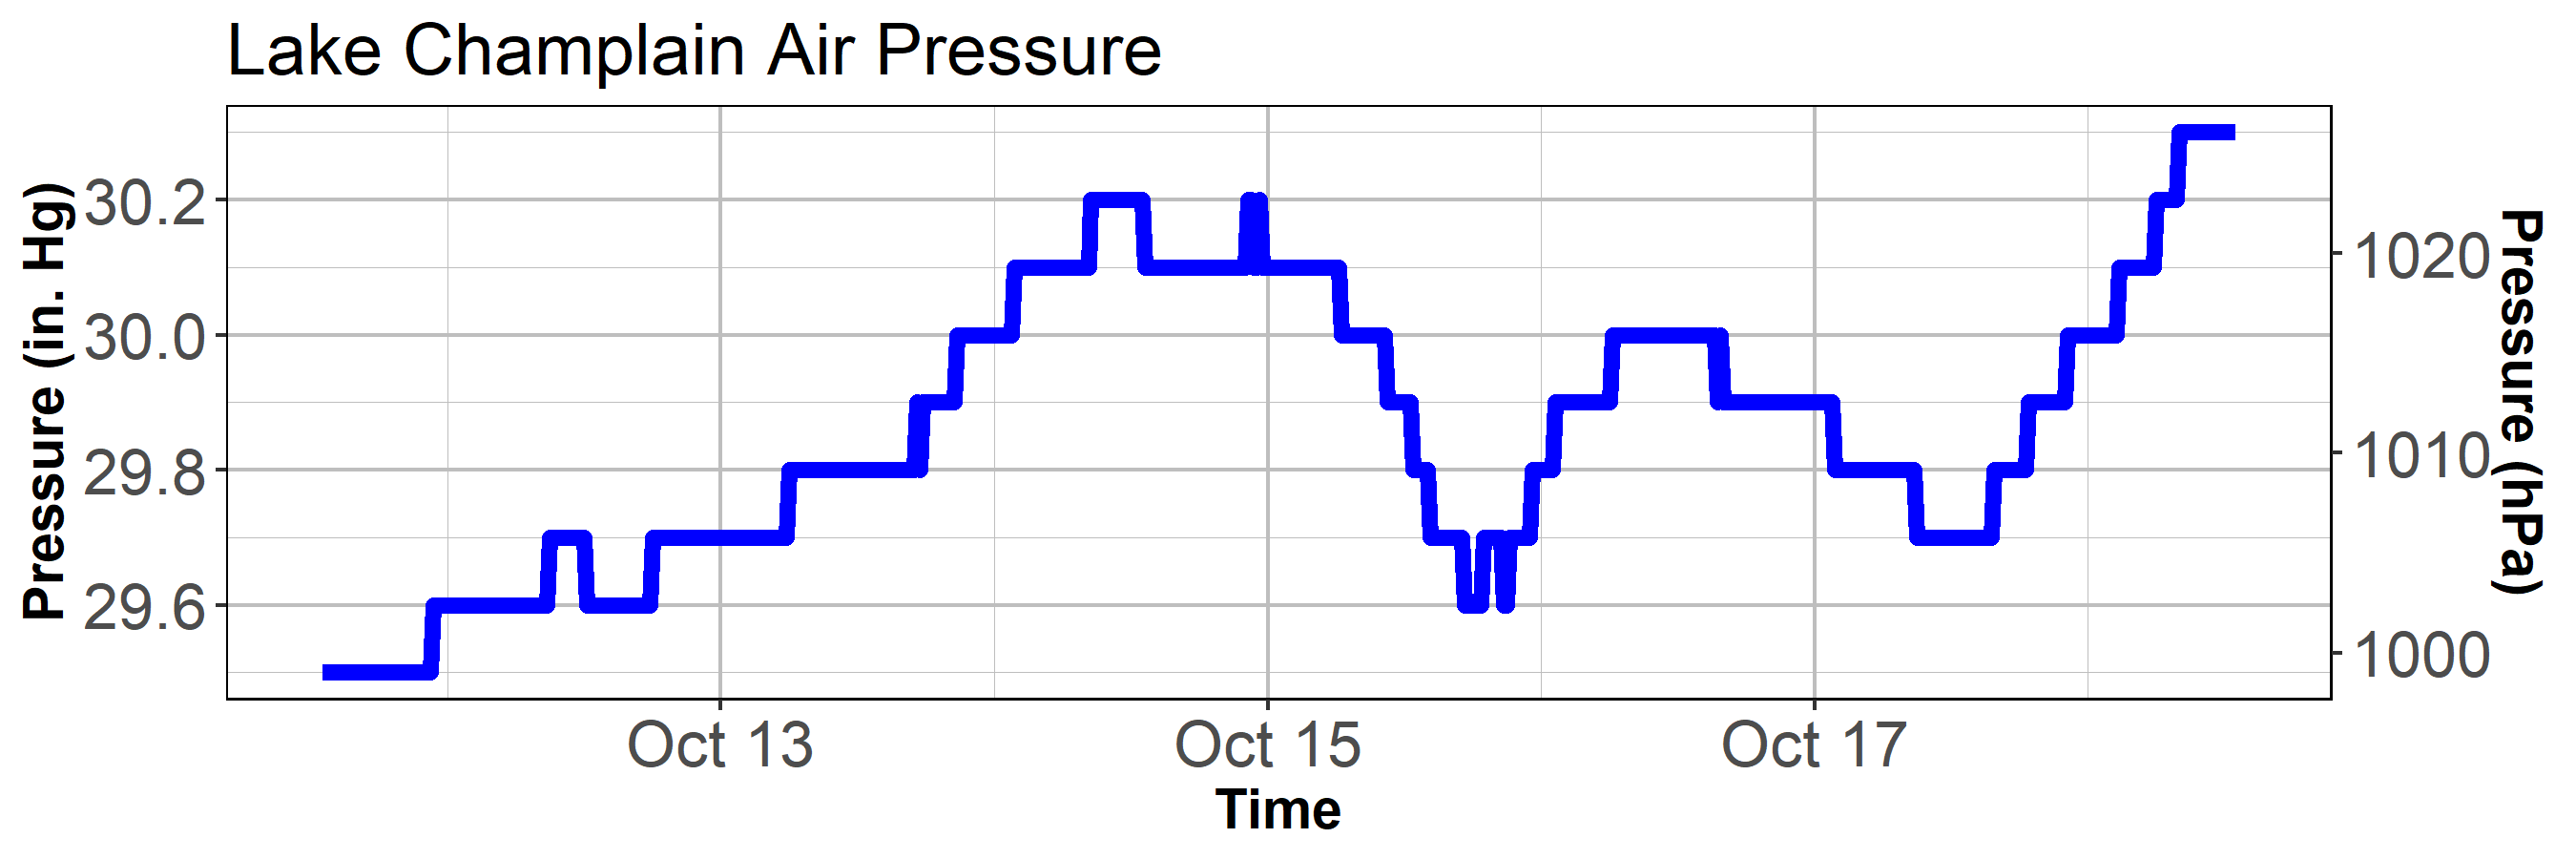 Lake Champlain Air Pressure
Pressure (in. Hg)
30.2
30.0
29.8
29.6
1020
1010
1000
Pressure (hPa)
Oct 13
Oct 15
Oct 17
Time